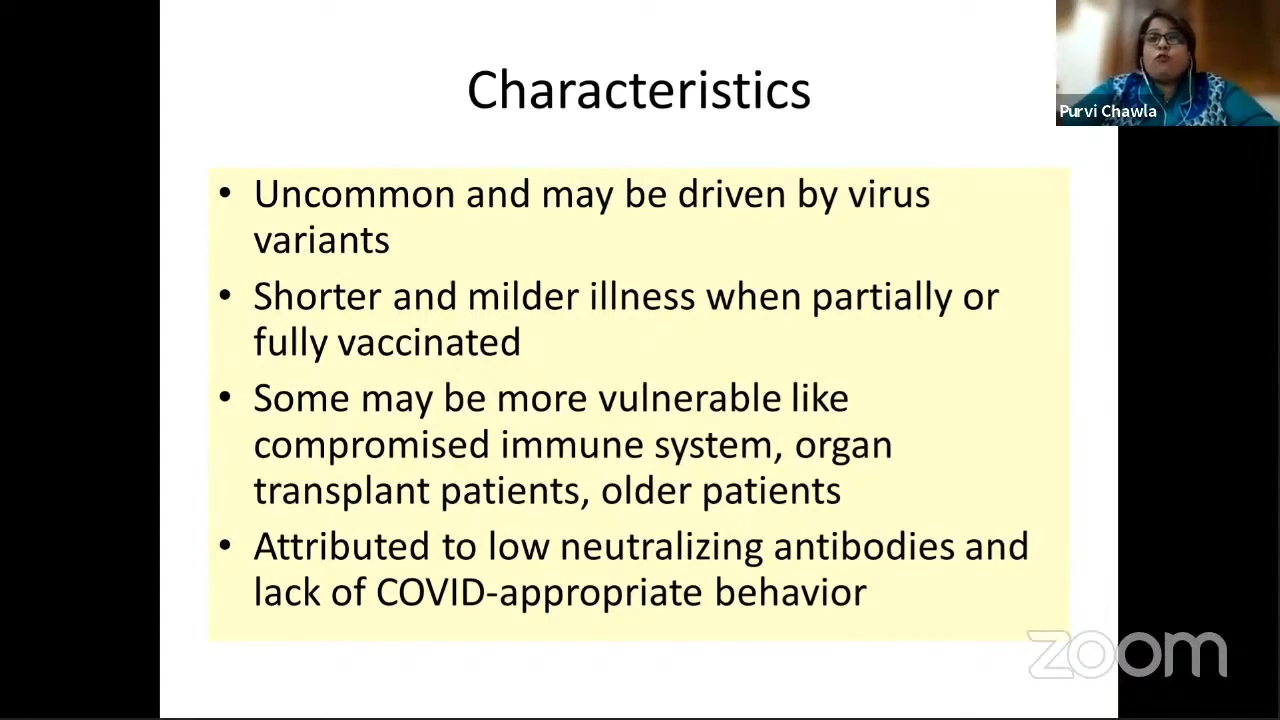 Characteristics
Purvi Chawla
• Uncommon and may be driven by virus
variants
• Shorter and milder illness when partially or
fully vaccinated
• Some may be more vulnerable like
compromised immune system, organ
transplant patients, older patients
• Attributed to low neutralizing antibodies and
lack of COVID-appropriate behavior
zoom